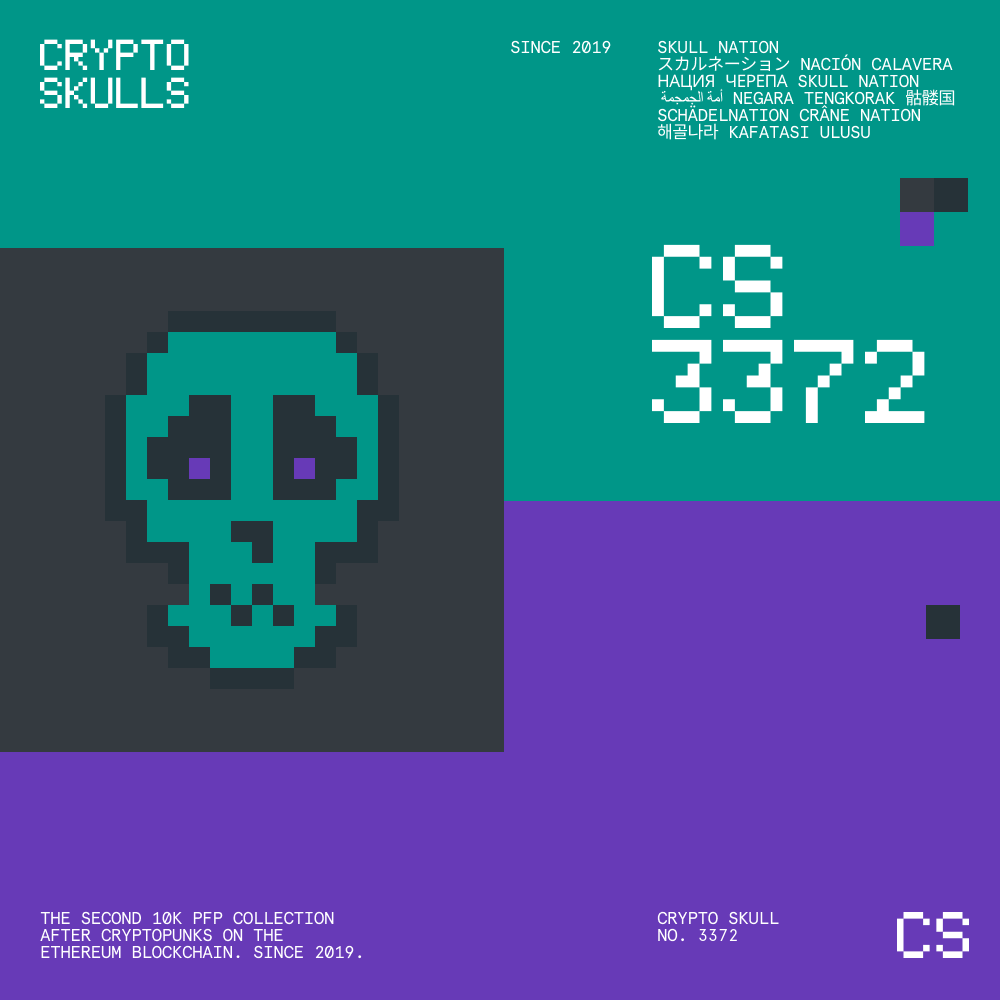 CRYPTO
SKULLS
SINCE 2019
SKULL NATION
スカルネーション NACIÓN CALAVERA
НАЦИЯ ЧЕРЕПА SKULL NATION
أمة الجمجمة NEGARA TENGKORAK 骷髅国
SCHÄDELNATION CRÂNE NATION
해골나라 KAFATASI ULUSU
CS
3372
THE SECOND 10K PFP COLLECTION
AFTER CRYPTOPUNKS ON THE
ETHEREUM BLOCKCHAIN. SINCE 2019.
CRYPTO SKULL
NO. 3372
CS